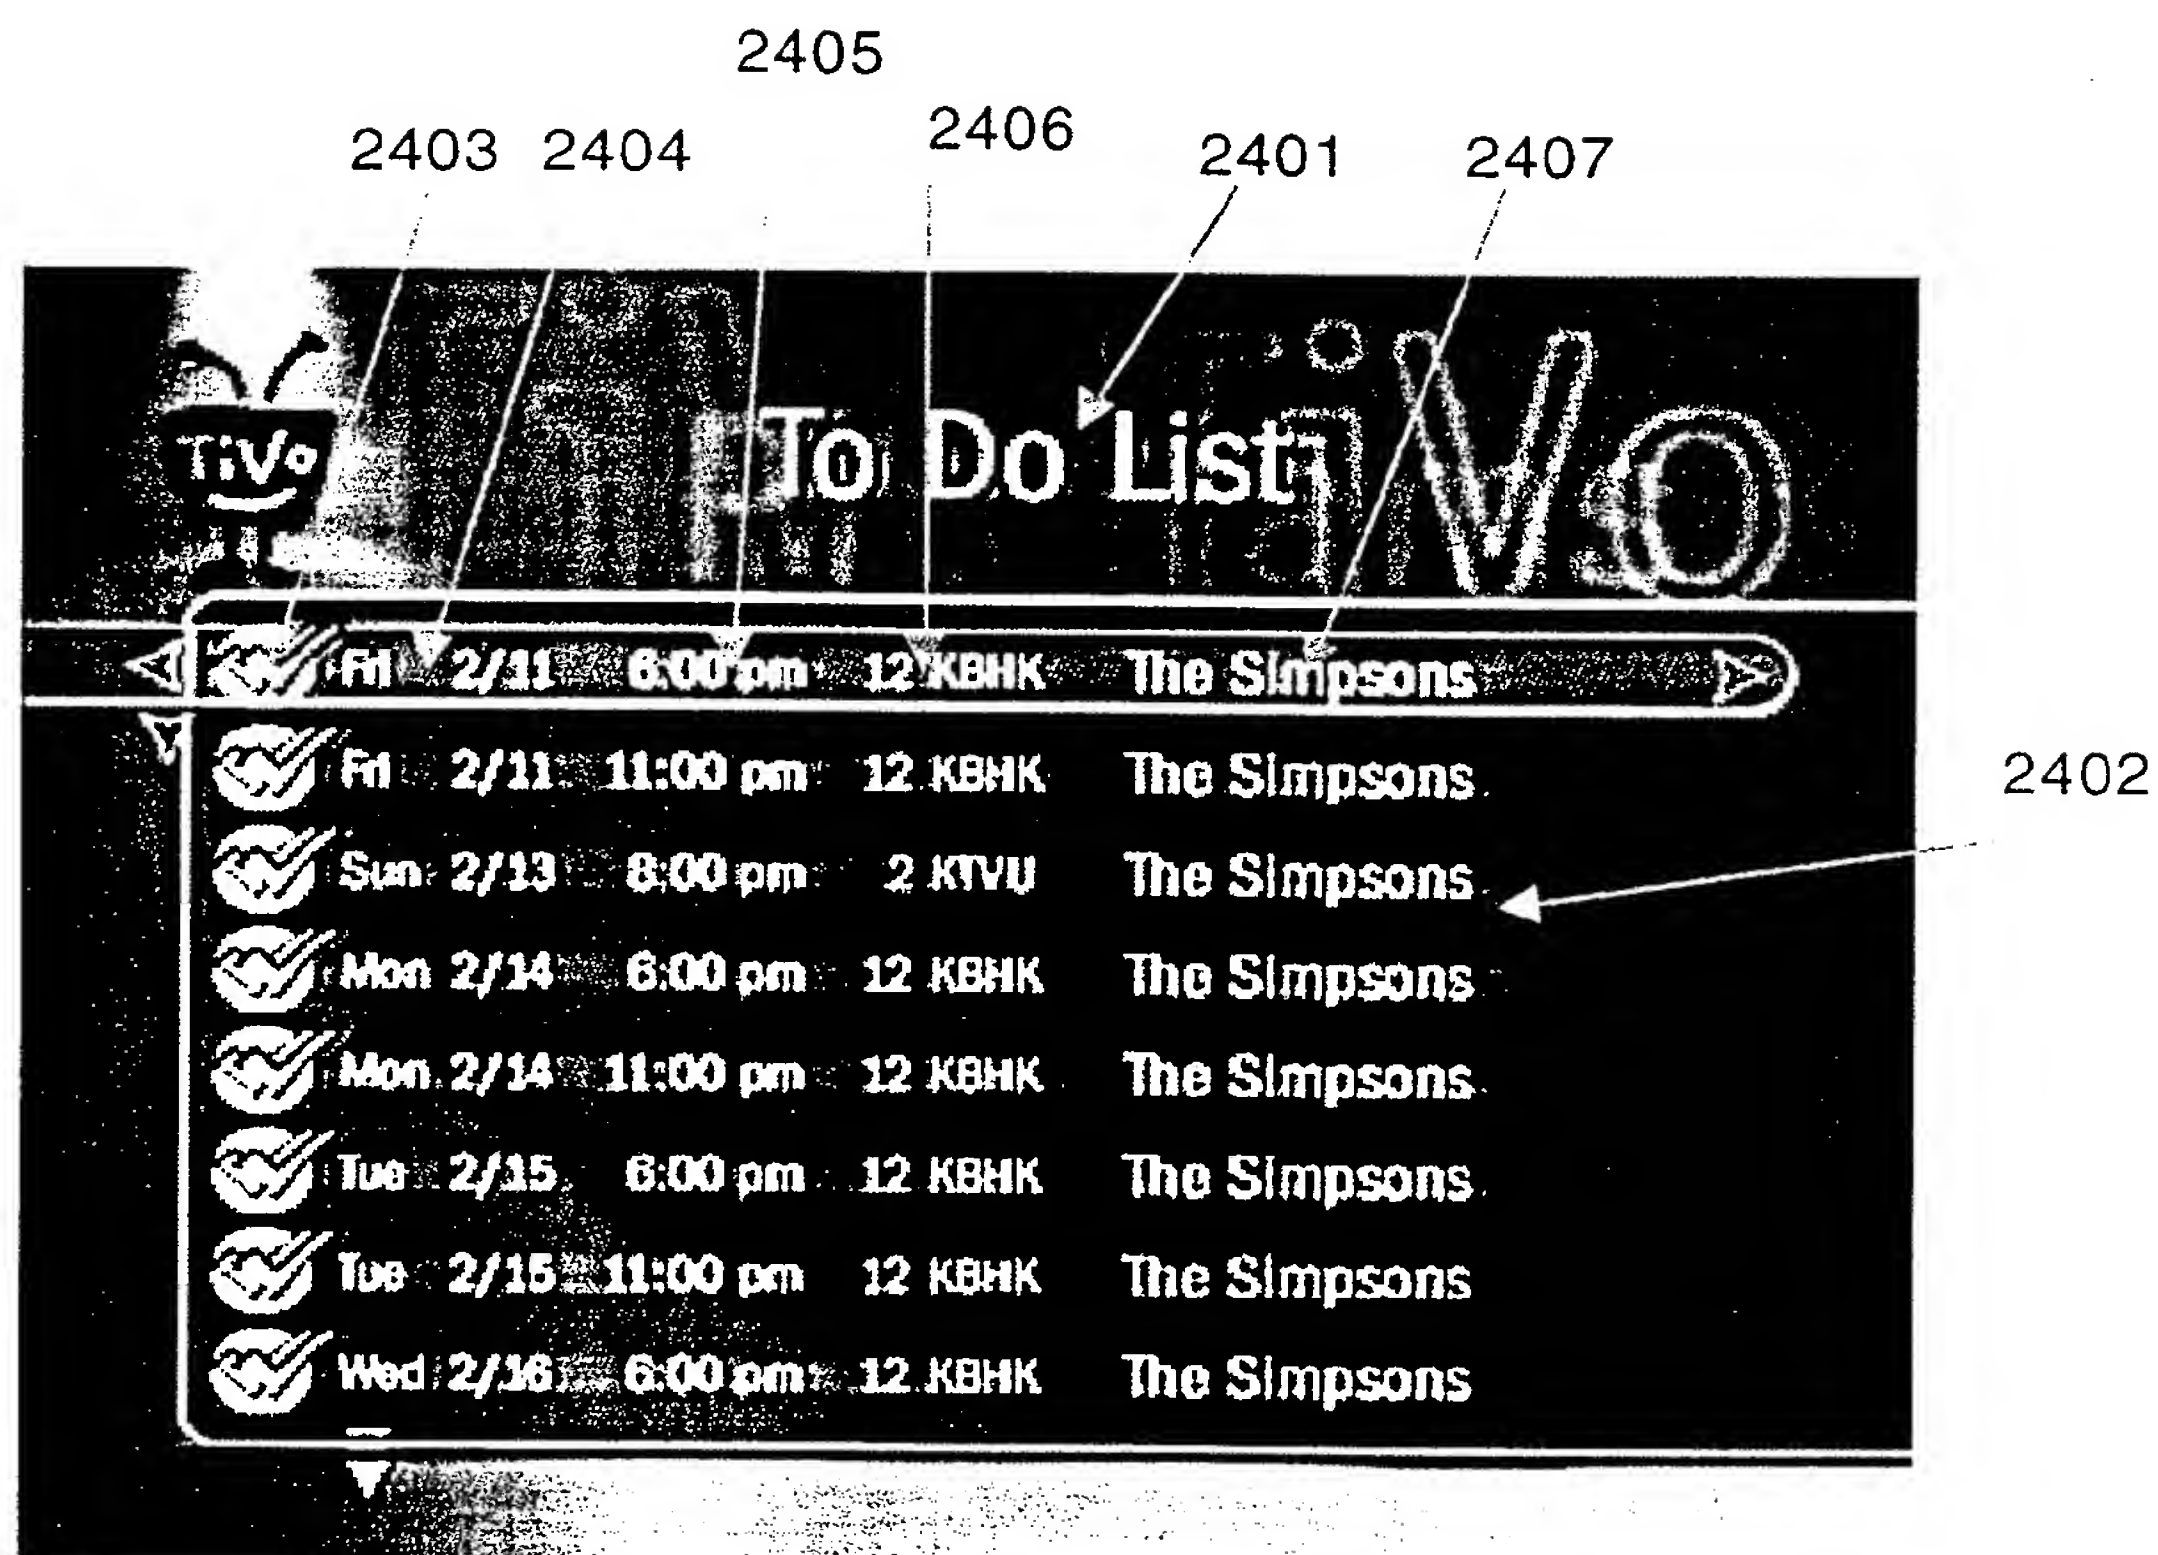 2405
2406
2403 2404 2401 2407
TiVo
TiVo
To Do List
Fri 2/11 6:00 pm 12 KBHK The Simpsons
Fri 2/11 11:00 pm 12 KBHK The Simpsons
2402
Sun 2/13 8:00 pm 2 KTVU The Simpsons
Mon 2/14 6:00 pm 12 KBHK The Simpsons
Mon 2/14 11:00 pm 12 KBHK The Simpsons
Tue 2/15 6:00 pm 12 KBHK The Simpsons
Tue 2/15 11:00 pm 12 KBHK The Simpsons
Wed 2/16 6:00 pm 12 KBHK The Simpsons